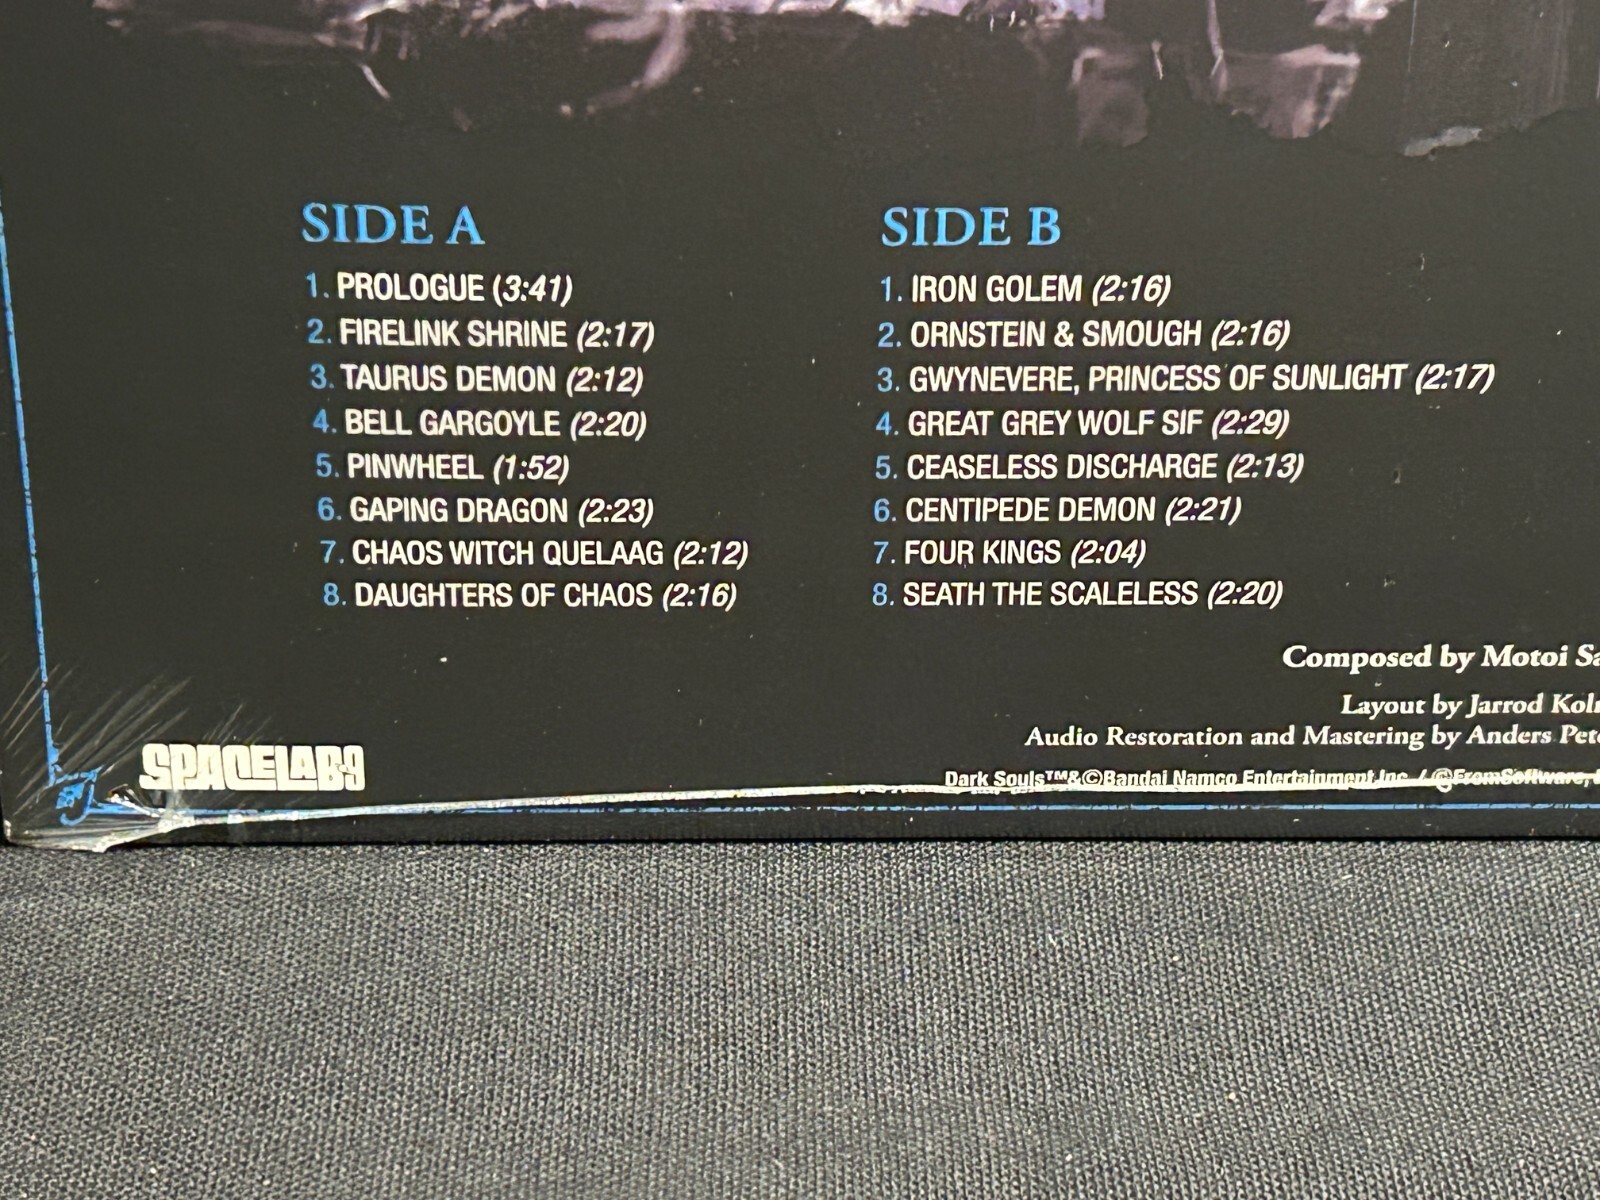 SIDE A
1. PROLOGUE (3:41)
2. FIRELINK SHRINE (2:17)
3. TAURUS DEMON (2:12)
4. BELL GARGOYLE (2:20)
5. PINWHEEL (1:52)
6. GAPING DRAGON (2:23)
7. CHAOS WITCH QUELAAG (2:12)
8. DAUGHTERS OF CHAOS (2:16)
SIDE B
1. IRON GOLEM (2:16)
2. ORNSTEIN & SMOUGH (2:16)
3. GWYNEVERE, PRINCESS OF SUNLIGHT (2:17)
4. GREAT GREY WOLF SIF (2:29)
5. CEASELESS DISCHARGE (2:13)
6. CENTIPEDE DEMON (2:21)
7. FOUR KINGS (2:04)
8. SEATH THE SCALELESS (2:20)
Composed by Motoi Sa
Layout by Jarrod
Audio Restoration and Mastering by Anders Pet
Dark Souls™&©Bandai Namco Entertainment Inc. / ©FromSoftware,
SPACELAB9